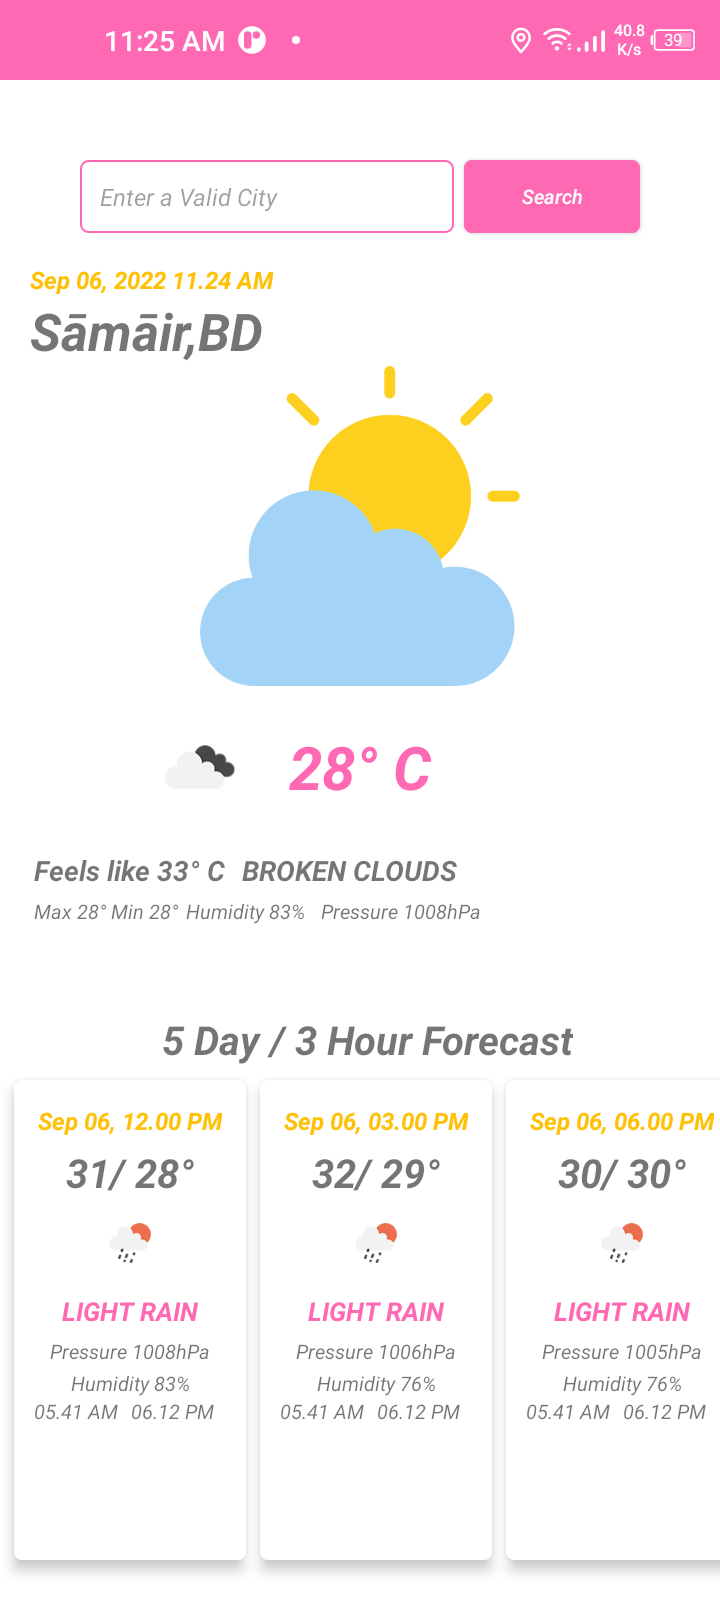 11:25 AM
40.8
K/s
39
Enter a Valid City
Search
Sep 06, 2022 11.24 AM
Sāmāir,BD
28° C
Feels like 33° C BROKEN CLOUDS
Max 28° Min 28° Humidity 83% Pressure 1008hPa
5 Day / 3 Hour Forecast
Sep 06, 12.00 PM
31/ 28°
LIGHT RAIN
Pressure 1008hPa
Humidity 83%
05.41 AM 06.12 PM
Sep 06, 03.00 PM
32/ 29°
LIGHT RAIN
Pressure 1006hPa
Humidity 76%
05.41 AM 06.12 PM
Sep 06, 06.00 PM
30/ 30°
LIGHT RAIN
Pressure 1005hPa
Humidity 76%
05.41 AM 06.12 PM